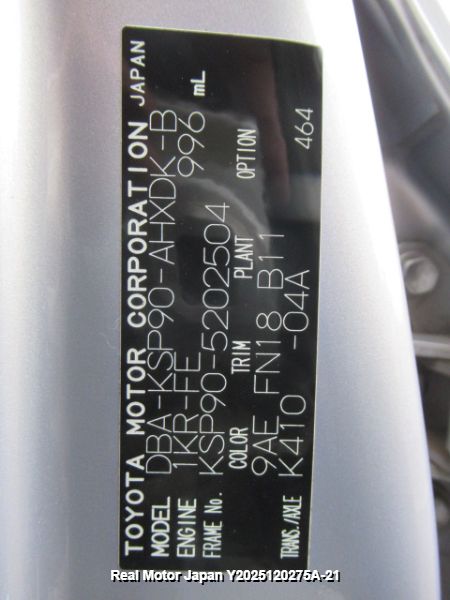 TOYOTA MOTOR CORPORATION JAPAN
MODEL DBA-KSP90-AHXDK-B
ENGINE 1KR-FE 996 mL
FRAME No. KSP90-5202504
COLOR TRIM PLANT OPTION
9AE FN18 B11 464
TRANS./AXLE K410 -04A
Real Motor Japan Y2025120275A-21